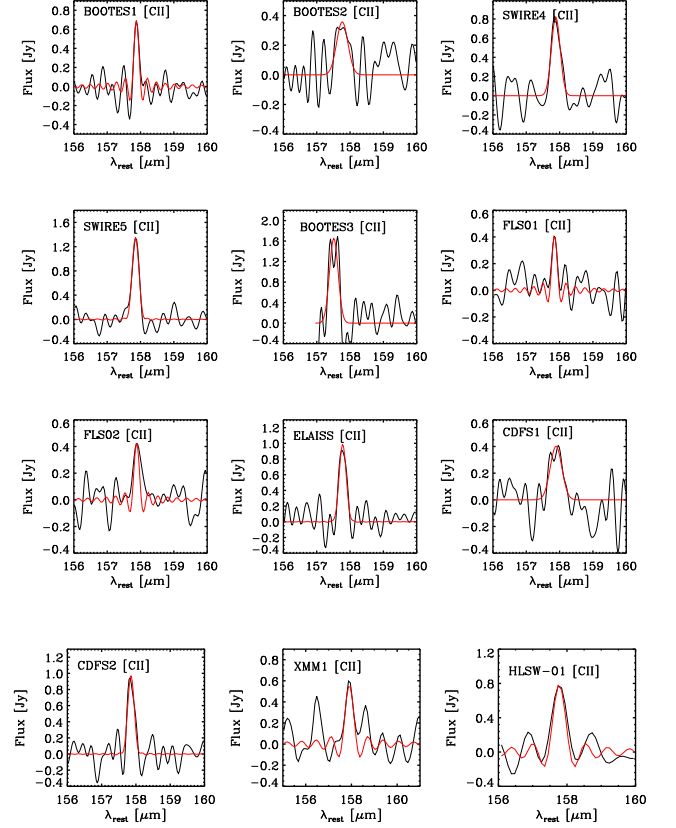 BOOTES1 [CII]
Flux [Jy]
0.8
0.6
0.4
0.2
0.0
−0.2
−0.4
156 157 158 159 160
λrest [μm]
BOOTES2 [CII]
Flux [Jy]
0.4
0.2
0.0
−0.2
−0.4
156 157 158 159 160
λrest [μm]
SWIRE4 [CII]
Flux [Jy]
0.8
0.6
0.4
0.2
0.0
−0.2
−0.4
156 157 158 159 160
λrest [μm]
SWIRE5 [CII]
Flux [Jy]
1.6
1.2
0.8
0.4
0.0
−0.4
156 157 158 159 160
λrest [μm]
BOOTES3 [CII]
Flux [Jy]
2.0
1.6
1.2
0.8
0.4
0.0
−0.4
156 157 158 159 160
λrest [μm]
FLS01 [CII]
Flux [Jy]
0.6
0.4
0.2
0.0
−0.2
−0.4
156 157 158 159 160
λrest [μm]
FLS02 [CII]
Flux [Jy]
0.6
0.4
0.2
0.0
−0.2
−0.4
156 157 158 159 160
λrest [μm]
ELAISS [CII]
Flux [Jy]
1.2
1.0
0.8
0.6
0.4
0.2
0.0
−0.2
−0.4
156 157 158 159 160
λrest [μm]
CDFS1 [CII]
Flux [Jy]
0.6
0.4
0.2
0.0
−0.2
−0.4
156 157 158 159 160
λrest [μm]
CDFS2 [CII]
Flux [Jy]
1.2
1.0
0.8
0.6
0.4
0.2
0.0
−0.2
−0.4
156 157 158 159 160
λrest [μm]
XMM1 [CII]
Flux [Jy]
0.8
0.6
0.4
0.2
0.0
−0.2
−0.4
156 158 160
λrest [μm]
HLSW−01 [CII]
Flux [Jy]
1.2
0.8
0.4
0.0
−0.4
156 157 158 159 160
λrest [μm]